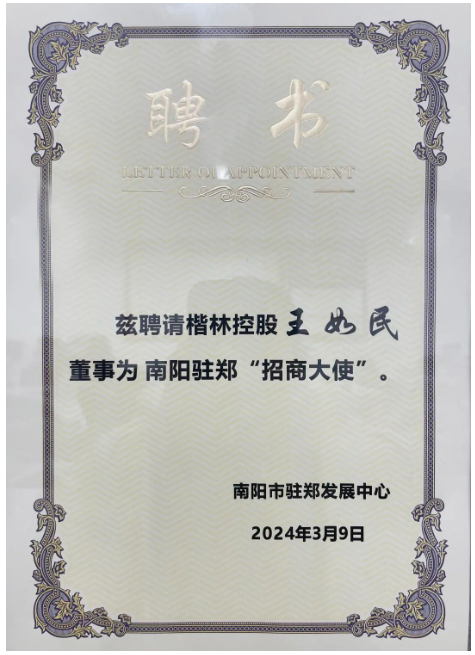 聘书
LETTER OF APPOINTMENT
兹聘请楷林控股王如民
董事为 南阳驻郑“招商大使”。
南阳市驻郑发展中心
2024年3月9日